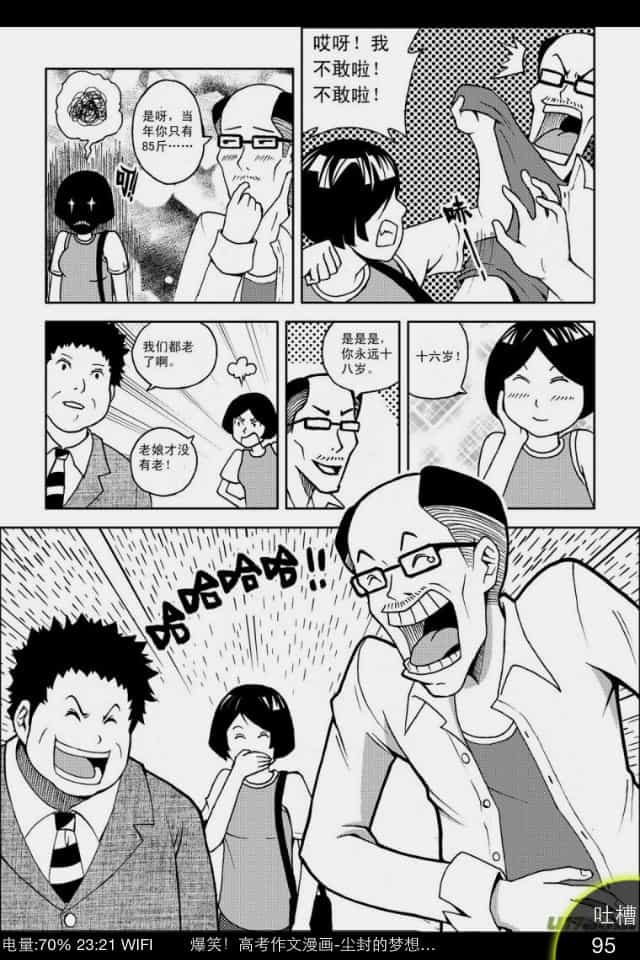 是呀，当
年你只有
85斤……
哎呀！我
不敢啦！
不敢啦！
我们都老
了啊。
老娘才没
有老！
是是是，
你永远十
八岁。
十六岁！
哈哈哈哈！！
吐槽
电量:70% 23:21 WIFI
爆笑！高考作文漫画-尘封的梦想...
95